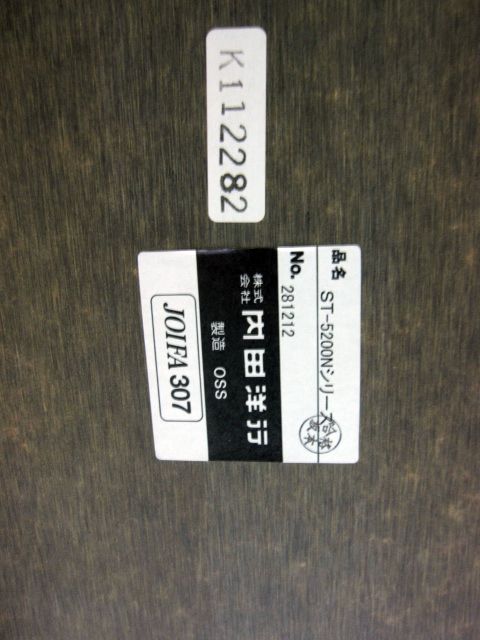 K112282
品名 ST-5200Nシリーズ
No. 281212
株式会社 内田洋行
製造 OSS
JOIFA 307